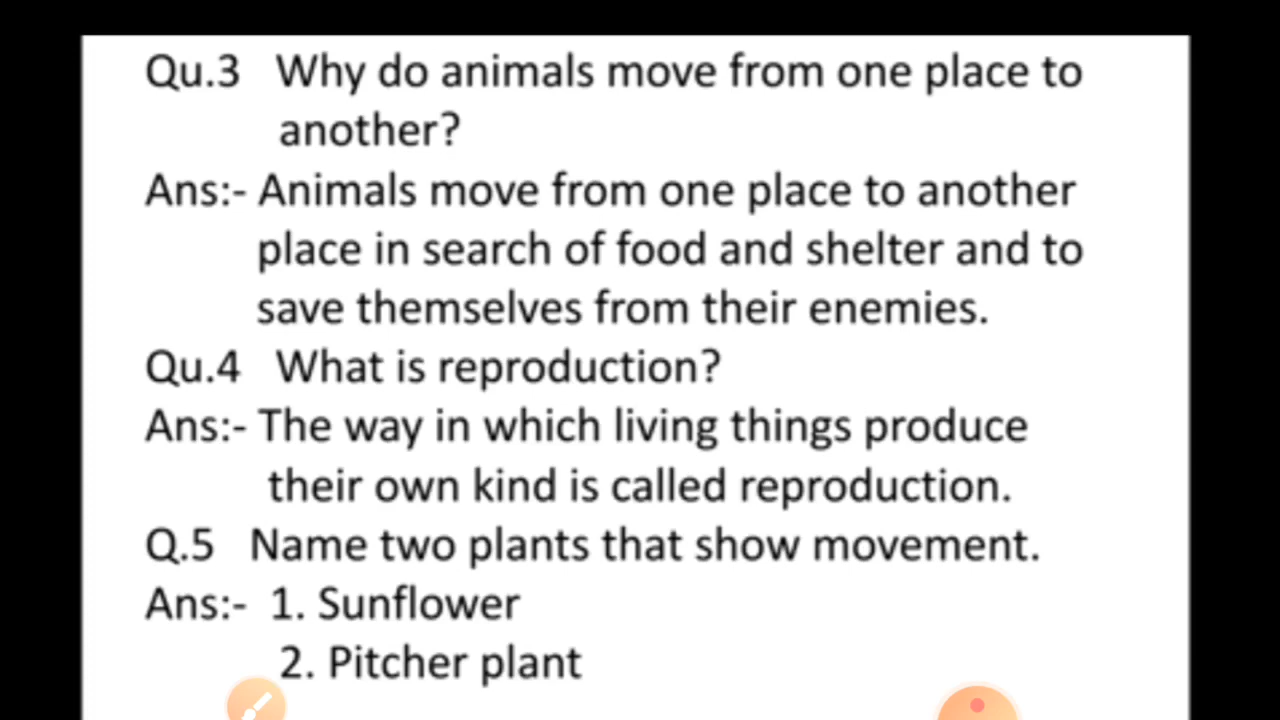 Qu.3 Why do animals move from one place to
another?
Ans:- Animals move from one place to another
place in search of food and shelter and to
save themselves from their enemies.
Qu.4 What is reproduction?
Ans:- The way in which living things produce
their own kind is called reproduction.
Q.5 Name two plants that show movement.
Ans:- 1. Sunflower
2. Pitcher plant